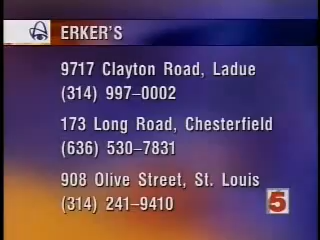 ERKER'S
9717 Clayton Road, Ladue
(314) 997–0002
173 Long Road, Chesterfield
(636) 530–7831
908 Olive Street, St. Louis
(314) 241–9410
5